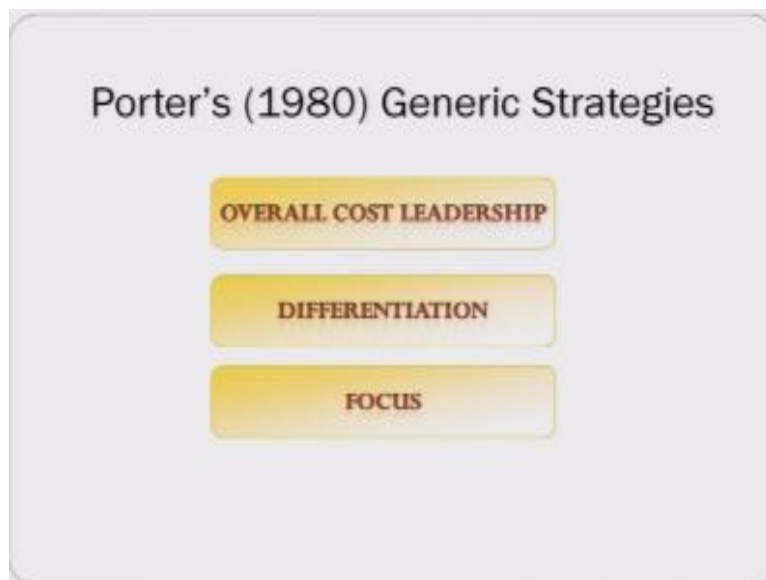 Porter's (1980) Generic Strategies
OVERALL COST LEADERSHIP
DIFFERENTIATION
FOCUS